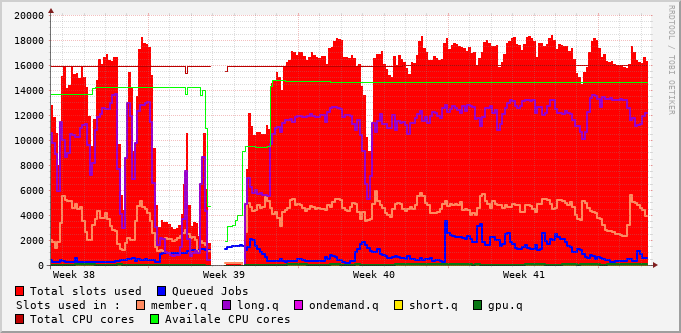 20000
18000
16000
14000
12000
10000
8000
6000
4000
2000
0
Week 38 Week 39 Week 40 Week 41
Total slots used Queued Jobs
Slots used in : member.q long.q ondemand.q short.q gpu.q
Total CPU cores Availale CPU cores
RRDTOOL / TOBI OETIKER